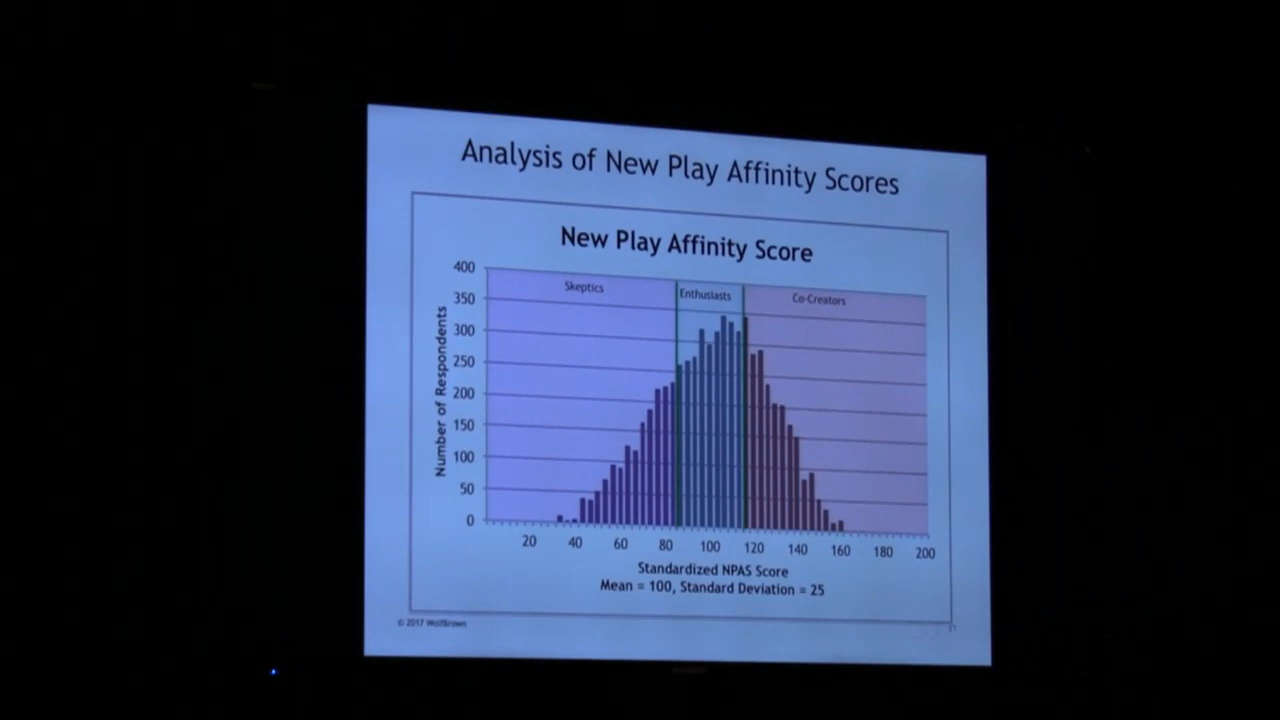 Analysis of New Play Affinity Scores
New Play Affinity Score
Skeptics
Enthusiasts
Co-Creators
Number of Respondents
400
350
300
250
200
150
100
50
0
20 40 60 80 100 120 140 160 180 200
Standardized NPAS Score
Mean = 100, Standard Deviation = 25
© 2017 WolfBrown